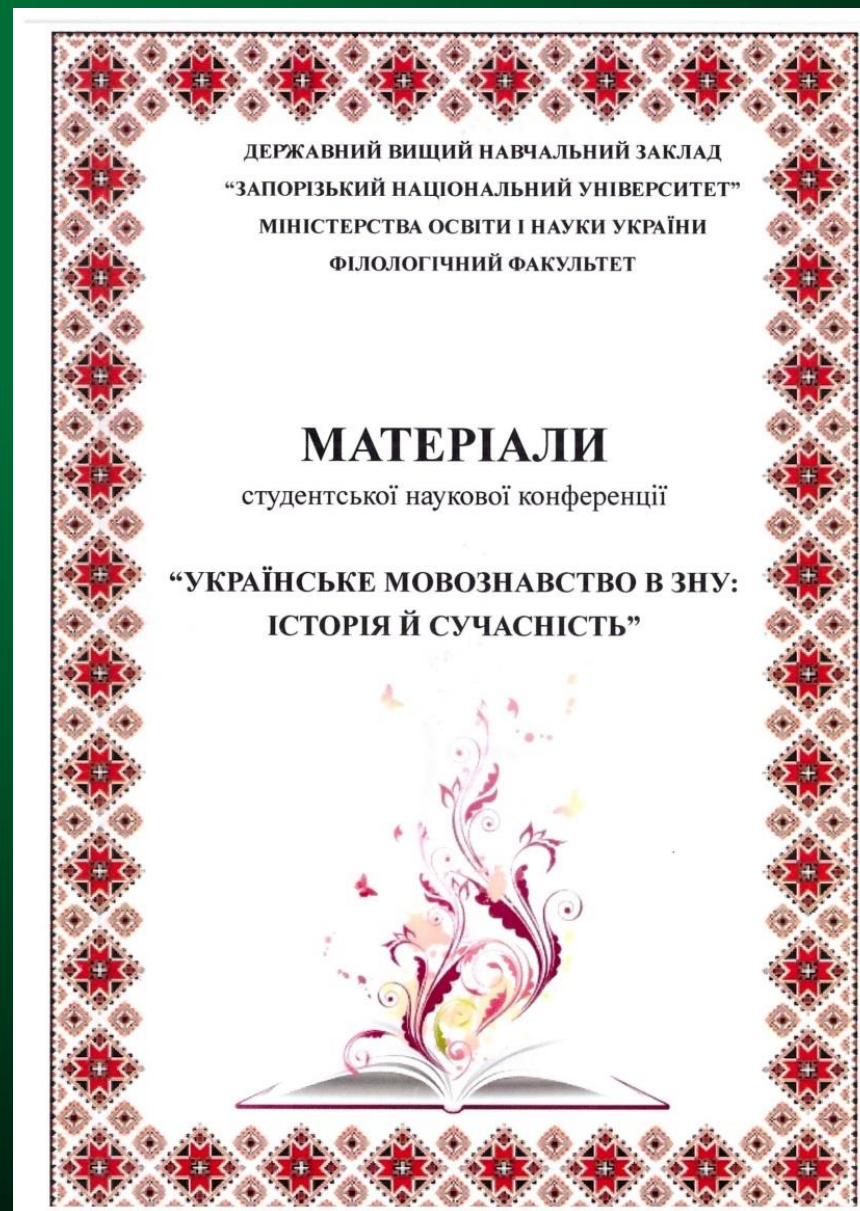 ДЕРЖАВНИЙ ВИЩИЙ НАВЧАЛЬНИЙ ЗАКЛАД
“ЗАПОРІЗЬКИЙ НАЦІОНАЛЬНИЙ УНІВЕРСИТЕТ”
МІНІСТЕРСТВА ОСВІТИ І НАУКИ УКРАЇНИ
ФІЛОЛОГІЧНИЙ ФАКУЛЬТЕТ
МАТЕРІАЛИ
студентської наукової конференції
“УКРАЇНСЬКЕ МОВОЗНАВСТВО В ЗНУ:
ІСТОРІЯ Й СУЧАСНІСТЬ”